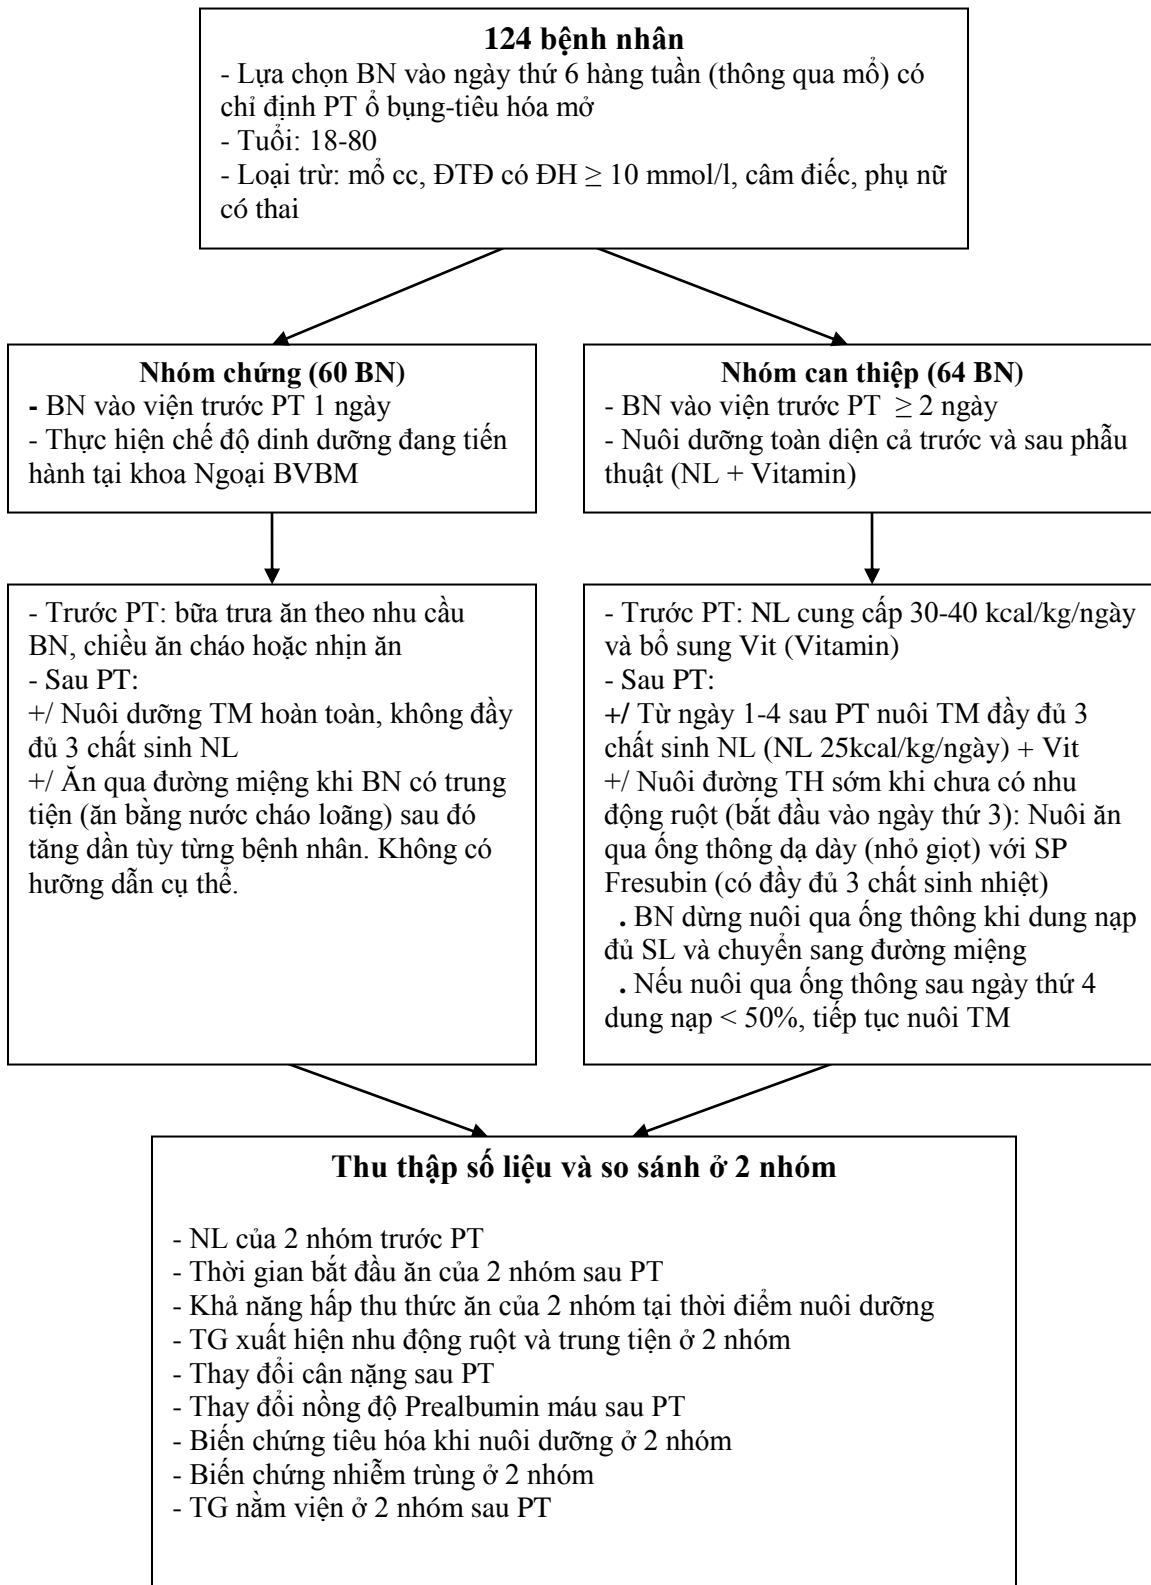 124 bệnh nhân
- Lựa chọn BN vào ngày thứ 6 hàng tuần (thông qua mổ) có
chỉ định PT ổ bụng-tiêu hóa mở
- Tuổi: 18-80
- Loại trừ: mổ cc, ĐTĐ có ĐH ≥ 10 mmol/l, câm điếc, phụ nữ
có thai
Nhóm chứng (60 BN)
- BN vào viện trước PT 1 ngày
- Thực hiện chế độ dinh dưỡng đang tiến
hành tại khoa Ngoại BVBM
Nhóm can thiệp (64 BN)
- BN vào viện trước PT ≥ 2 ngày
- Nuôi dưỡng toàn diện cả trước và sau phẫu
thuật (NL + Vitamin)
- Trước PT: bữa trưa ăn theo nhu cầu
BN, chiều ăn cháo hoặc nhịn ăn
- Sau PT:
+/ Nuôi dưỡng TM hoàn toàn, không đầy
đủ 3 chất sinh NL
+/ Ăn qua đường miệng khi BN có trung
tiện (ăn bằng nước cháo loãng) sau đó
tăng dần tùy từng bệnh nhân. Không có
hưỡng dẫn cụ thể.
- Trước PT: NL cung cấp 30-40 kcal/kg/ngày
và bổ sung Vit (Vitamin)
- Sau PT:
+/ Từ ngày 1-4 sau PT nuôi TM đầy đủ 3
chất sinh NL (NL 25kcal/kg/ngày) + Vit
+/ Nuôi đường TH sớm khi chưa có nhu
động ruột (bắt đầu vào ngày thứ 3): Nuôi ăn
qua ống thông dạ dày (nhỏ giọt) với SP
Fresubin (có đầy đủ 3 chất sinh nhiệt)
. BN dừng nuôi qua ống thông khi dung nạp
đủ SL và chuyển sang đường miệng
. Nếu nuôi qua ống thông sau ngày thứ 4
dung nạp < 50%, tiếp tục nuôi TM
Thu thập số liệu và so sánh ở 2 nhóm
- NL của 2 nhóm trước PT
- Thời gian bắt đầu ăn của 2 nhóm sau PT
- Khả năng hấp thu thức ăn của 2 nhóm tại thời điểm nuôi dưỡng
- TG xuất hiện nhu động ruột và trung tiện ở 2 nhóm
- Thay đổi cân nặng sau PT
- Thay đổi nồng độ Prealbumin máu sau PT
- Biến chứng tiêu hóa khi nuôi dưỡng ở 2 nhóm
- Biến chứng nhiễm trùng ở 2 nhóm
- TG nằm viện ở 2 nhóm sau PT